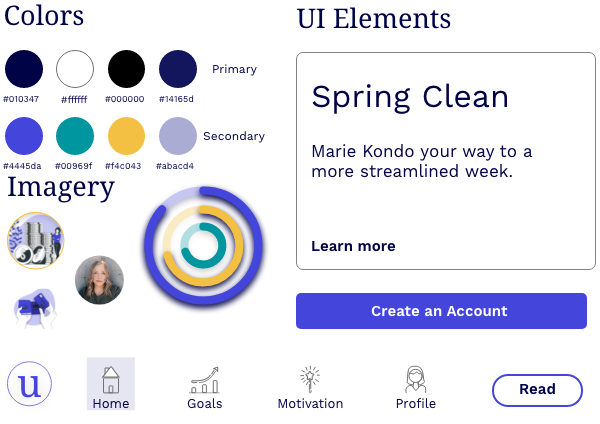 Colors
#010347 #ffffff #000000 #14165d Primary
#4445da #00969f #f4c043 #abacd4 Secondary
Imagery
UI Elements
Spring Clean
Marie Kondo your way to a
more streamlined week.
Learn more
Create an Account
u
Home
Goals
Motivation
Profile
Read